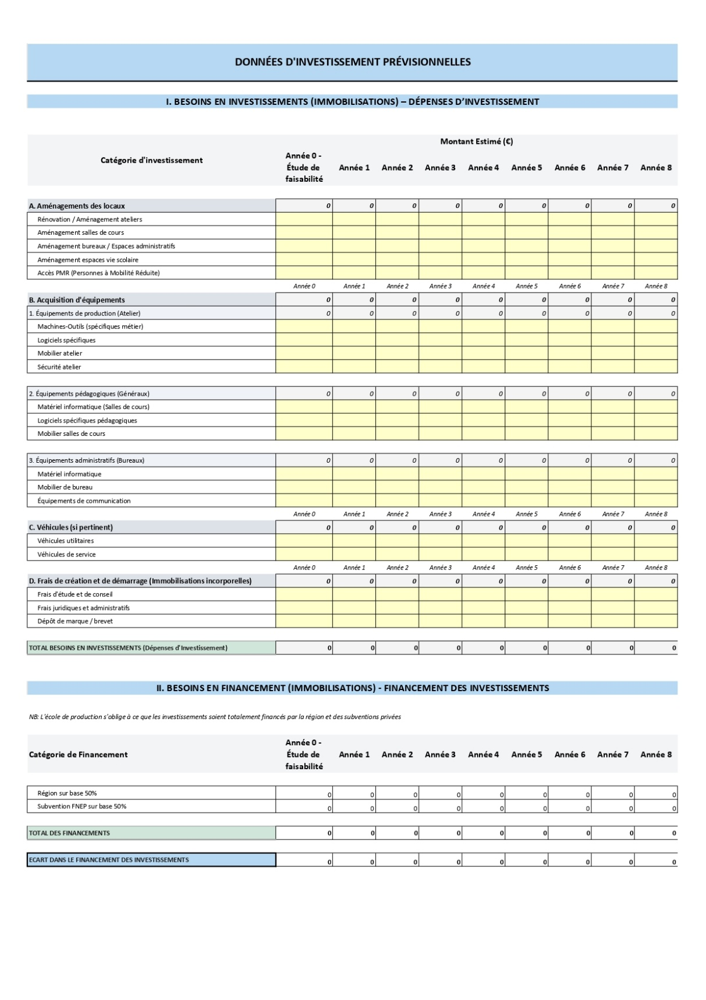 DONNÉES D'INVESTISSEMENT PRÉVISIONNELLES
I. BESOINS EN INVESTISSEMENTS (IMMOBILISATIONS) – DÉPENSES D’INVESTISSEMENT
Montant Estimé (€)
Catégorie d'investissement Année 0 - Étude de faisabilité Année 1 Année 2 Année 3 Année 4 Année 5 Année 6 Année 7 Année 8
A. Aménagements des locaux 0 0 0 0 0 0 0 0 0
Rénovation / Aménagement ateliers
Aménagement salles de cours
Aménagement bureaux / Espaces administratifs
Aménagement espaces vie scolaire
Accès PMR (Personnes à Mobilité Réduite)
Année 0 Année 1 Année 2 Année 3 Année 4 Année 5 Année 6 Année 7 Année 8
B. Acquisition d'équipements 0 0 0 0 0 0 0 0 0
1. Équipements de production (Atelier) 0 0 0 0 0 0 0 0 0
Machines-Outils (spécifiques métier)
Logiciels spécifiques
Mobilier atelier
Sécurité atelier
2. Équipements pédagogiques (Généraux) 0 0 0 0 0 0 0 0 0
Matériel informatique (Salles de cours)
Logiciels spécifiques pédagogiques
Mobilier salles de cours
3. Équipements administratifs (Bureaux) 0 0 0 0 0 0 0 0 0
Matériel informatique
Mobilier de bureau
Équipements de communication
Année 0 Année 1 Année 2 Année 3 Année 4 Année 5 Année 6 Année 7 Année 8
C. Véhicules (si pertinent) 0 0 0 0 0 0 0 0 0
Véhicules utilitaires
Véhicules de service
Année 0 Année 1 Année 2 Année 3 Année 4 Année 5 Année 6 Année 7 Année 8
D. Frais de création et de démarrage (Immobilisations incorporelles) 0 0 0 0 0 0 0 0 0
Frais d'étude et de conseil
Frais juridiques et administratifs
Dépôt de marque / brevet
TOTAL BESOINS EN INVESTISSEMENTS (Dépenses d'Investissement) 0 0 0 0 0 0 0 0 0
II. BESOINS EN FINANCEMENT (IMMOBILISATIONS) - FINANCEMENT DES INVESTISSEMENTS
NB: L'école de production s'oblige à ce que les investissements soient totalement financés par la région et des subventions privées
Catégorie de Financement Année 0 - Étude de faisabilité Année 1 Année 2 Année 3 Année 4 Année 5 Année 6 Année 7 Année 8
Région sur base 50% 0 0 0 0 0 0 0 0 0
Subvention FNEP sur base 50% 0 0 0 0 0 0 0 0 0
TOTAL DES FINANCEMENTS 0 0 0 0 0 0 0 0 0
ECART DANS LE FINANCEMENT DES INVESTISSEMENTS 0 0 0 0 0 0 0 0 0